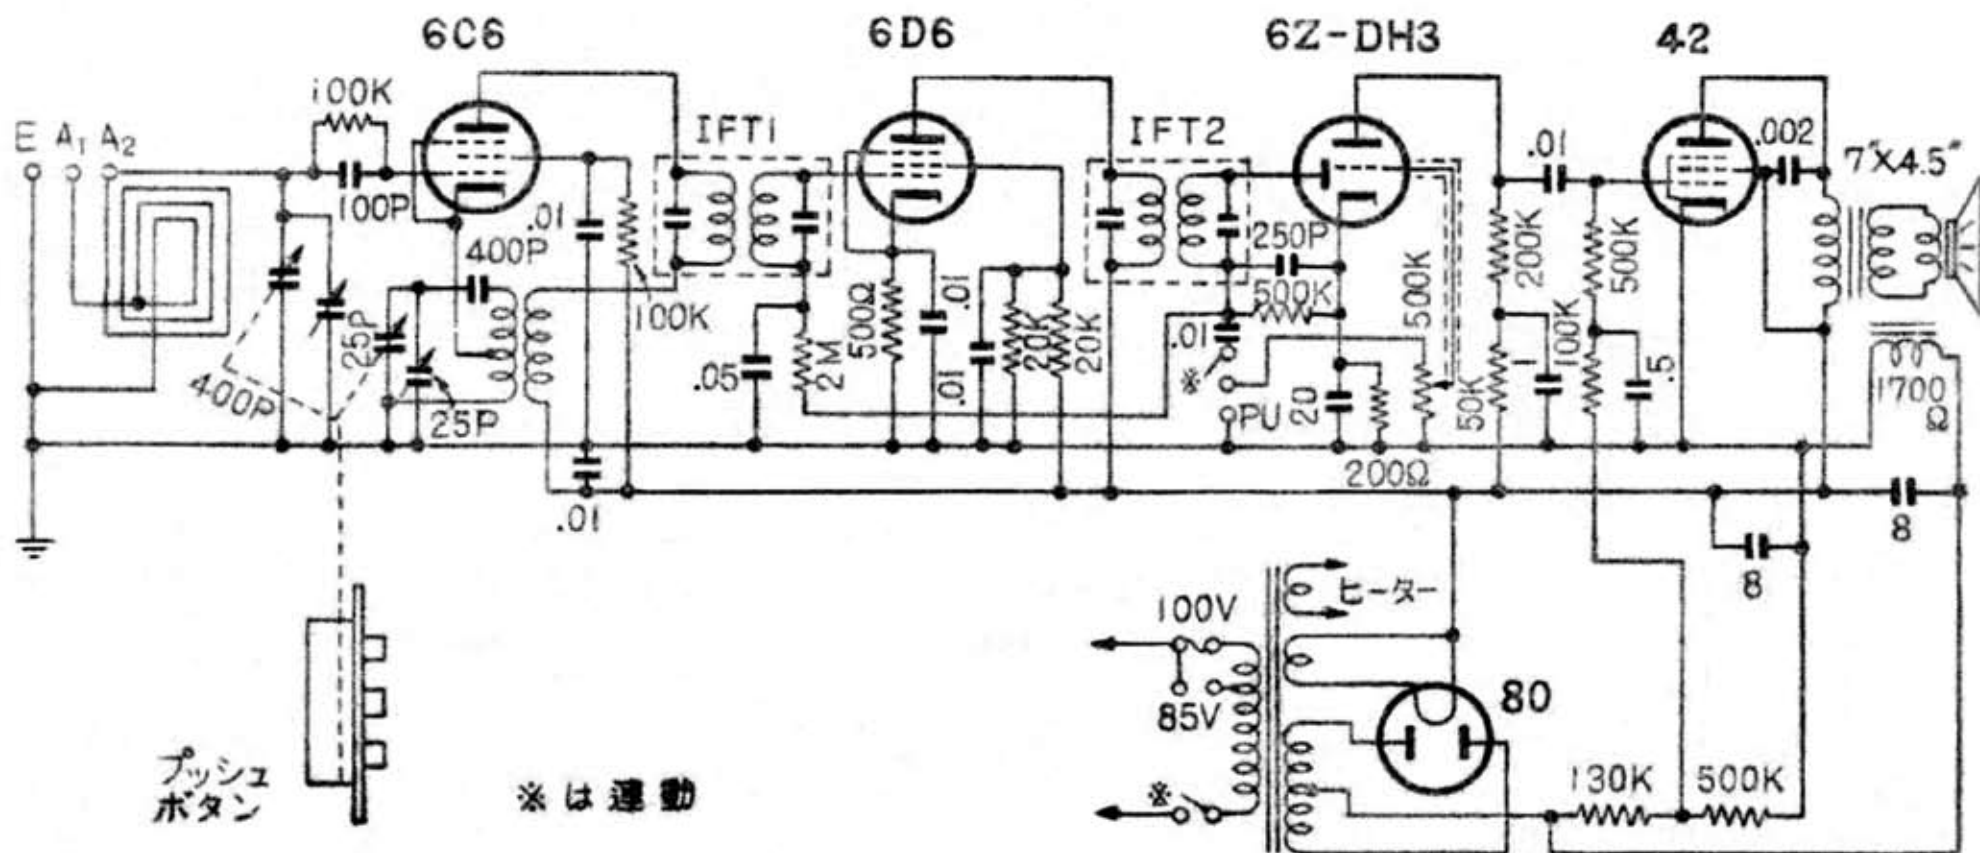 6C6
6D6
6Z-DH3
42
100K
E A1 A2
IFT1
IFT2
.01
.002
7"X4.5"
100P
.01
400P
100K
250P
500K
500K
200K
500K
25P
400P
25P
.05
2M
500Ω
.01
.01
20K
20K
.01
※
PU
20
200Ω
50K
1
100K
.5
1700Ω
.01
8
8
ヒーター
100V
85V
80
※
130K
500K
プッシュ
ボタン
※は連動